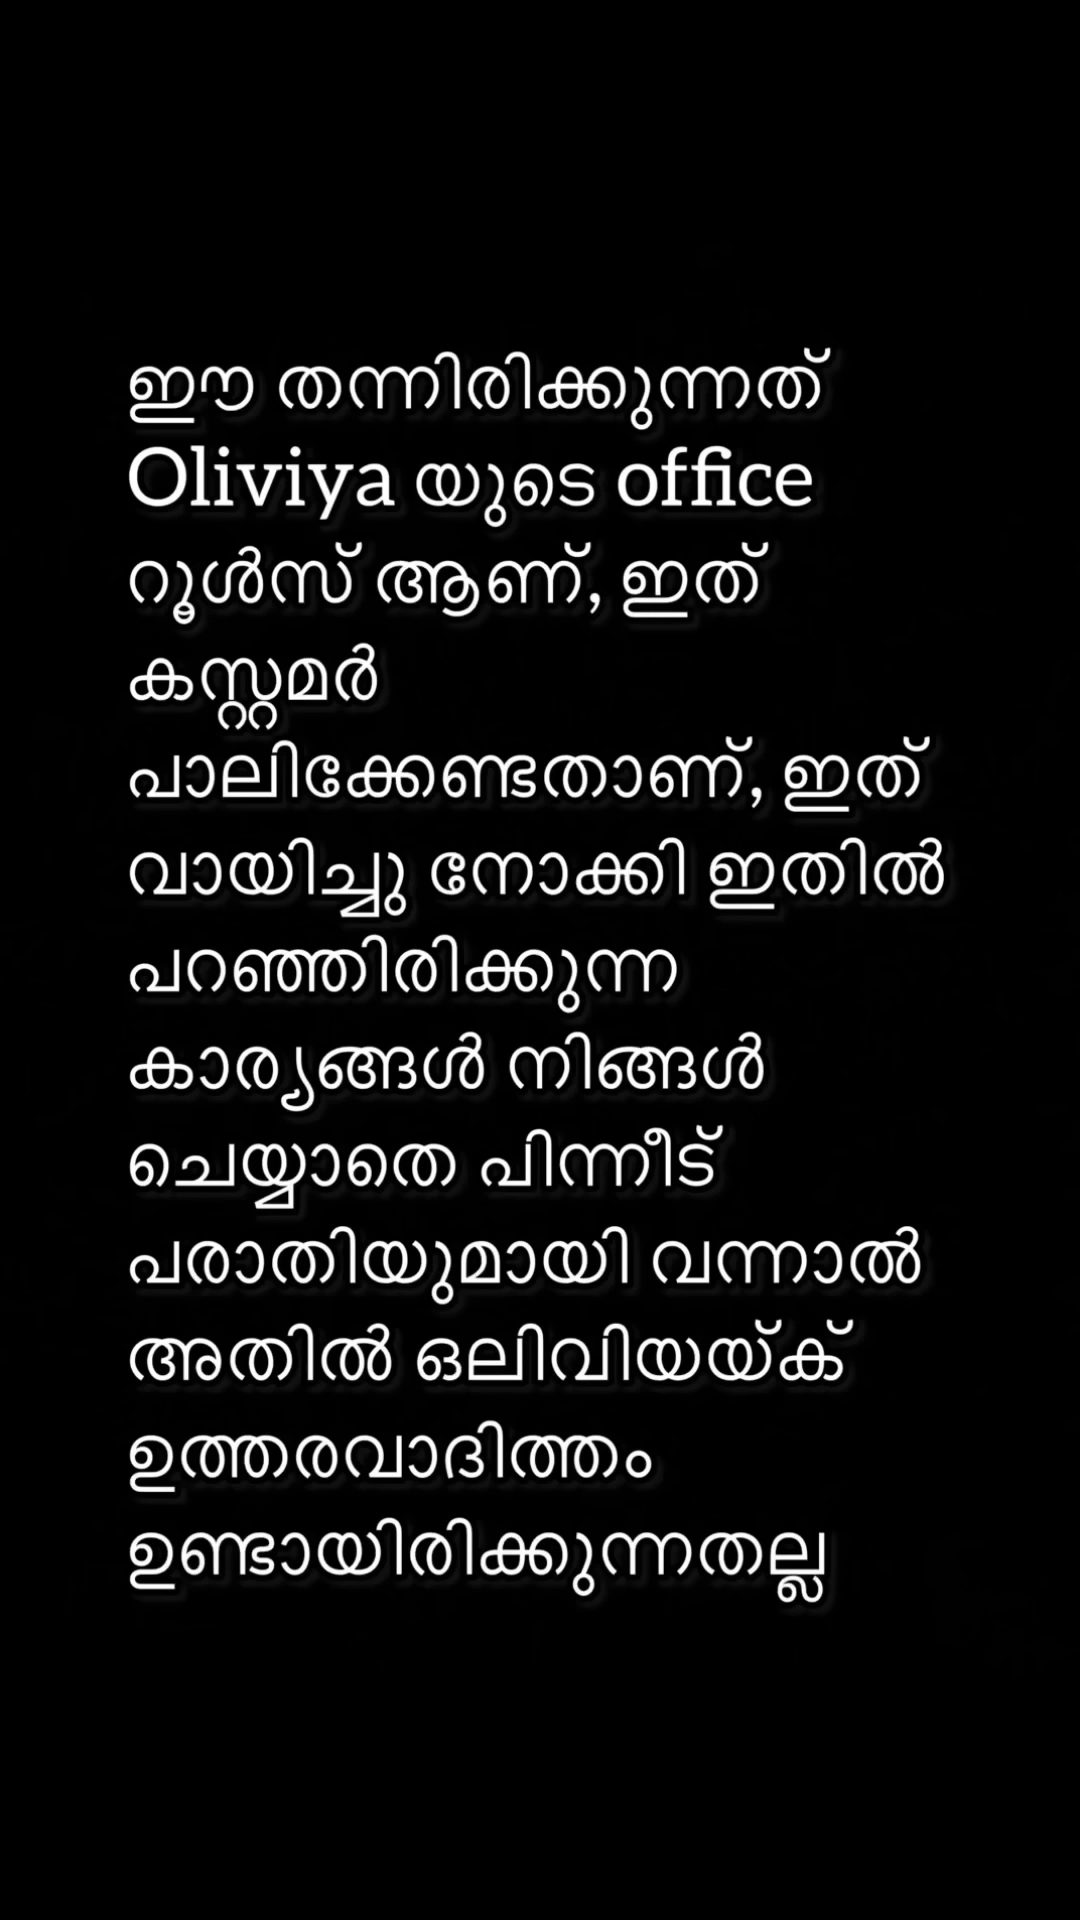 ഈ തന്നിരിക്കുന്നത്
Oliviya യുടെ office
റൂൾസ് ആണ്, ഇത്
കസ്റ്റമർ
പാലിക്കേണ്ടതാണ്, ഇത്
വായിച്ചു നോക്കി ഇതിൽ
പറഞ്ഞിരിക്കുന്ന
കാര്യങ്ങൾ നിങ്ങൾ
ചെയ്യാതെ പിന്നീട്
പരാതിയുമായി വന്നാൽ
അതിൽ ഒലിവിയയ്ക്
ഉത്തരവാദിത്തം
ഉണ്ടായിരിക്കുന്നതല്ല